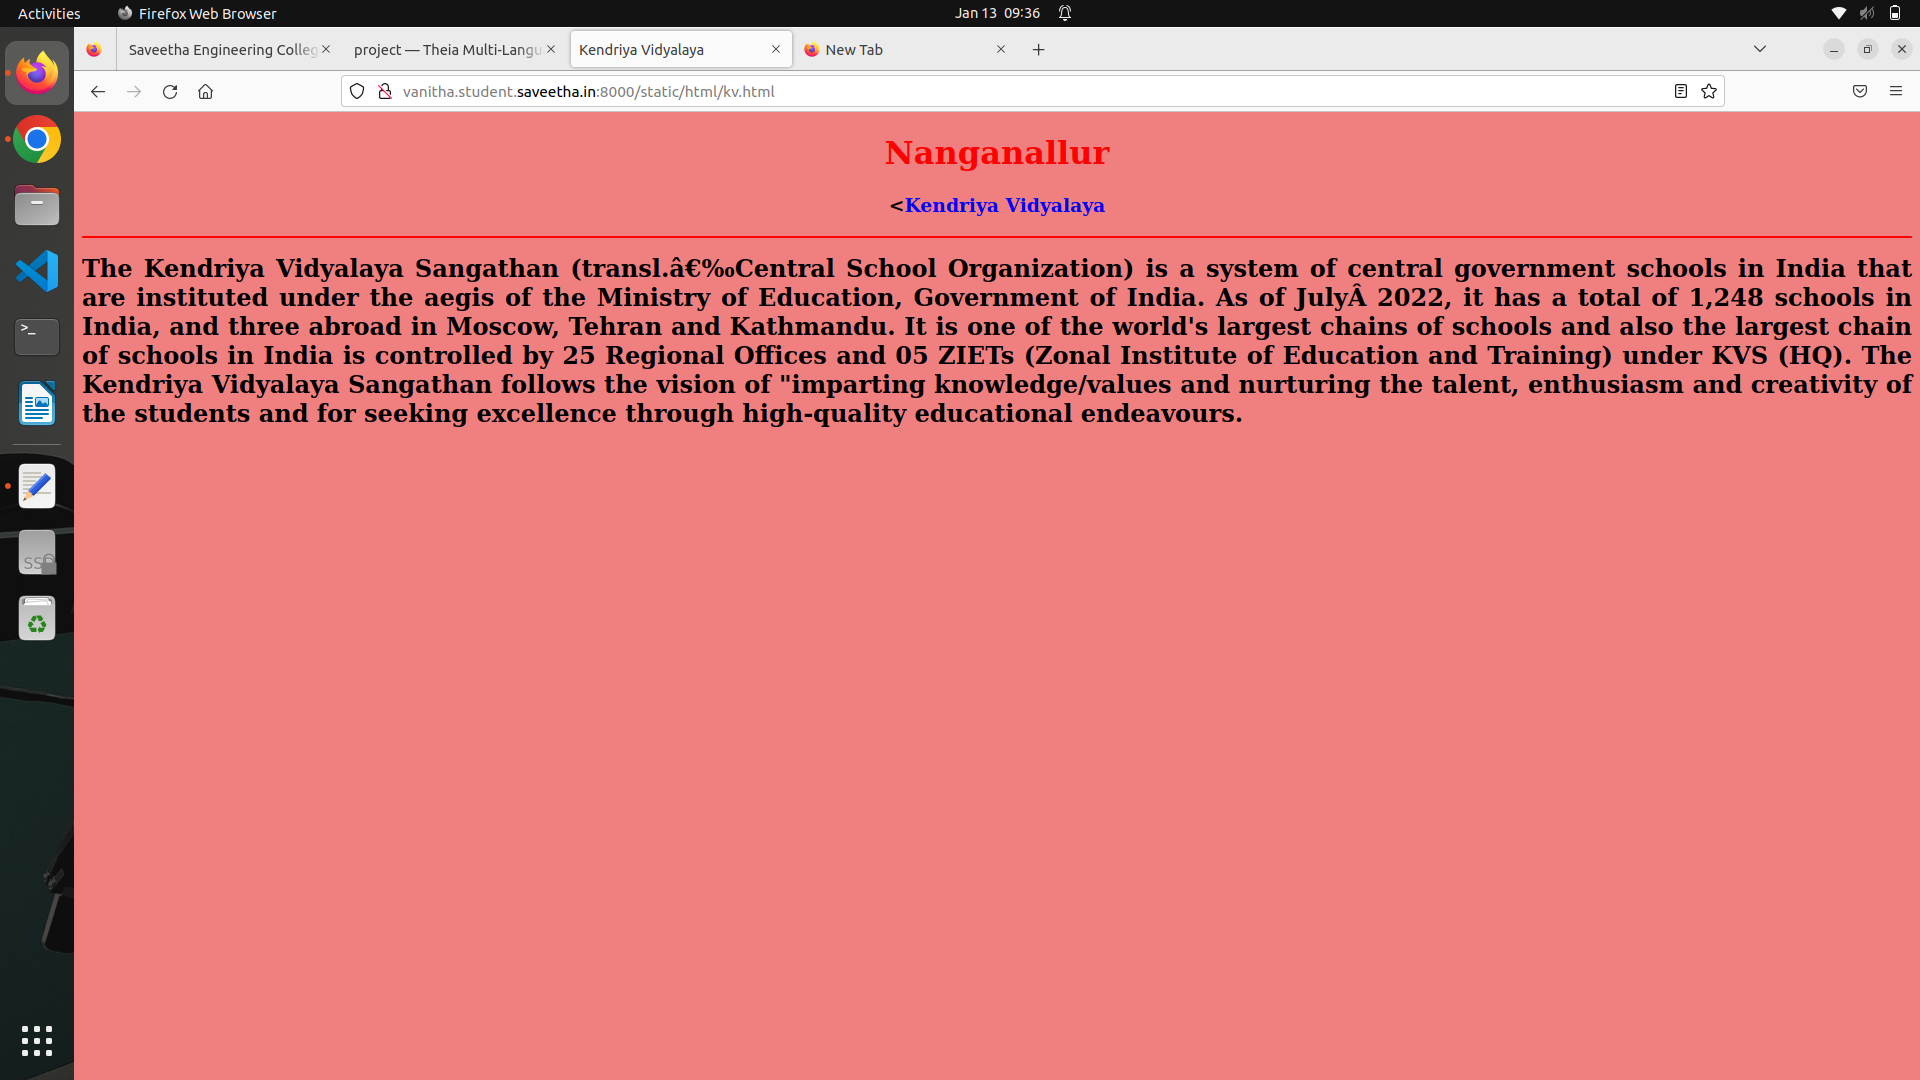 Activities Firefox Web Browser Jan 13 09:36
Saveetha Engineering Colleg project — Theia Multi-Langu Kendriya Vidyalaya New Tab
vanitha.student.saveetha.in:8000/static/html/kv.html
Nanganallur
<Kendriya Vidyalaya
The Kendriya Vidyalaya Sangathan (transl.â€‰Central School Organization) is a system of central government schools in India that
are instituted under the aegis of the Ministry of Education, Government of India. As of JulyÂ 2022, it has a total of 1,248 schools in
India, and three abroad in Moscow, Tehran and Kathmandu. It is one of the world's largest chains of schools and also the largest chain
of schools in India is controlled by 25 Regional Offices and 05 ZIETs (Zonal Institute of Education and Training) under KVS (HQ). The
Kendriya Vidyalaya Sangathan follows the vision of "imparting knowledge/values and nurturing the talent, enthusiasm and creativity of
the students and for seeking excellence through high-quality educational endeavours.
>_
SS